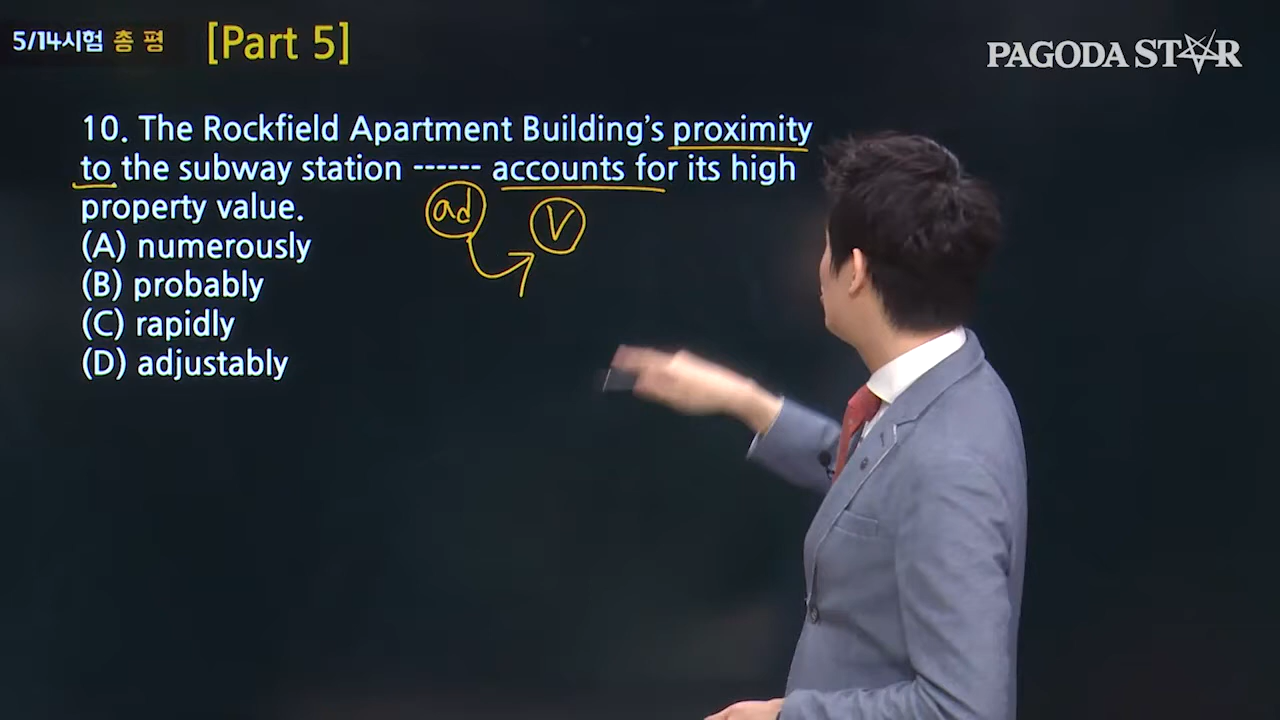 5/14시험 총 평
[Part 5]
PAGODA STAR
10. The Rockfield Apartment Building’s proximity
to the subway station ------ accounts for its high
property value.
ad
V
(A) numerously
(B) probably
(C) rapidly
(D) adjustably